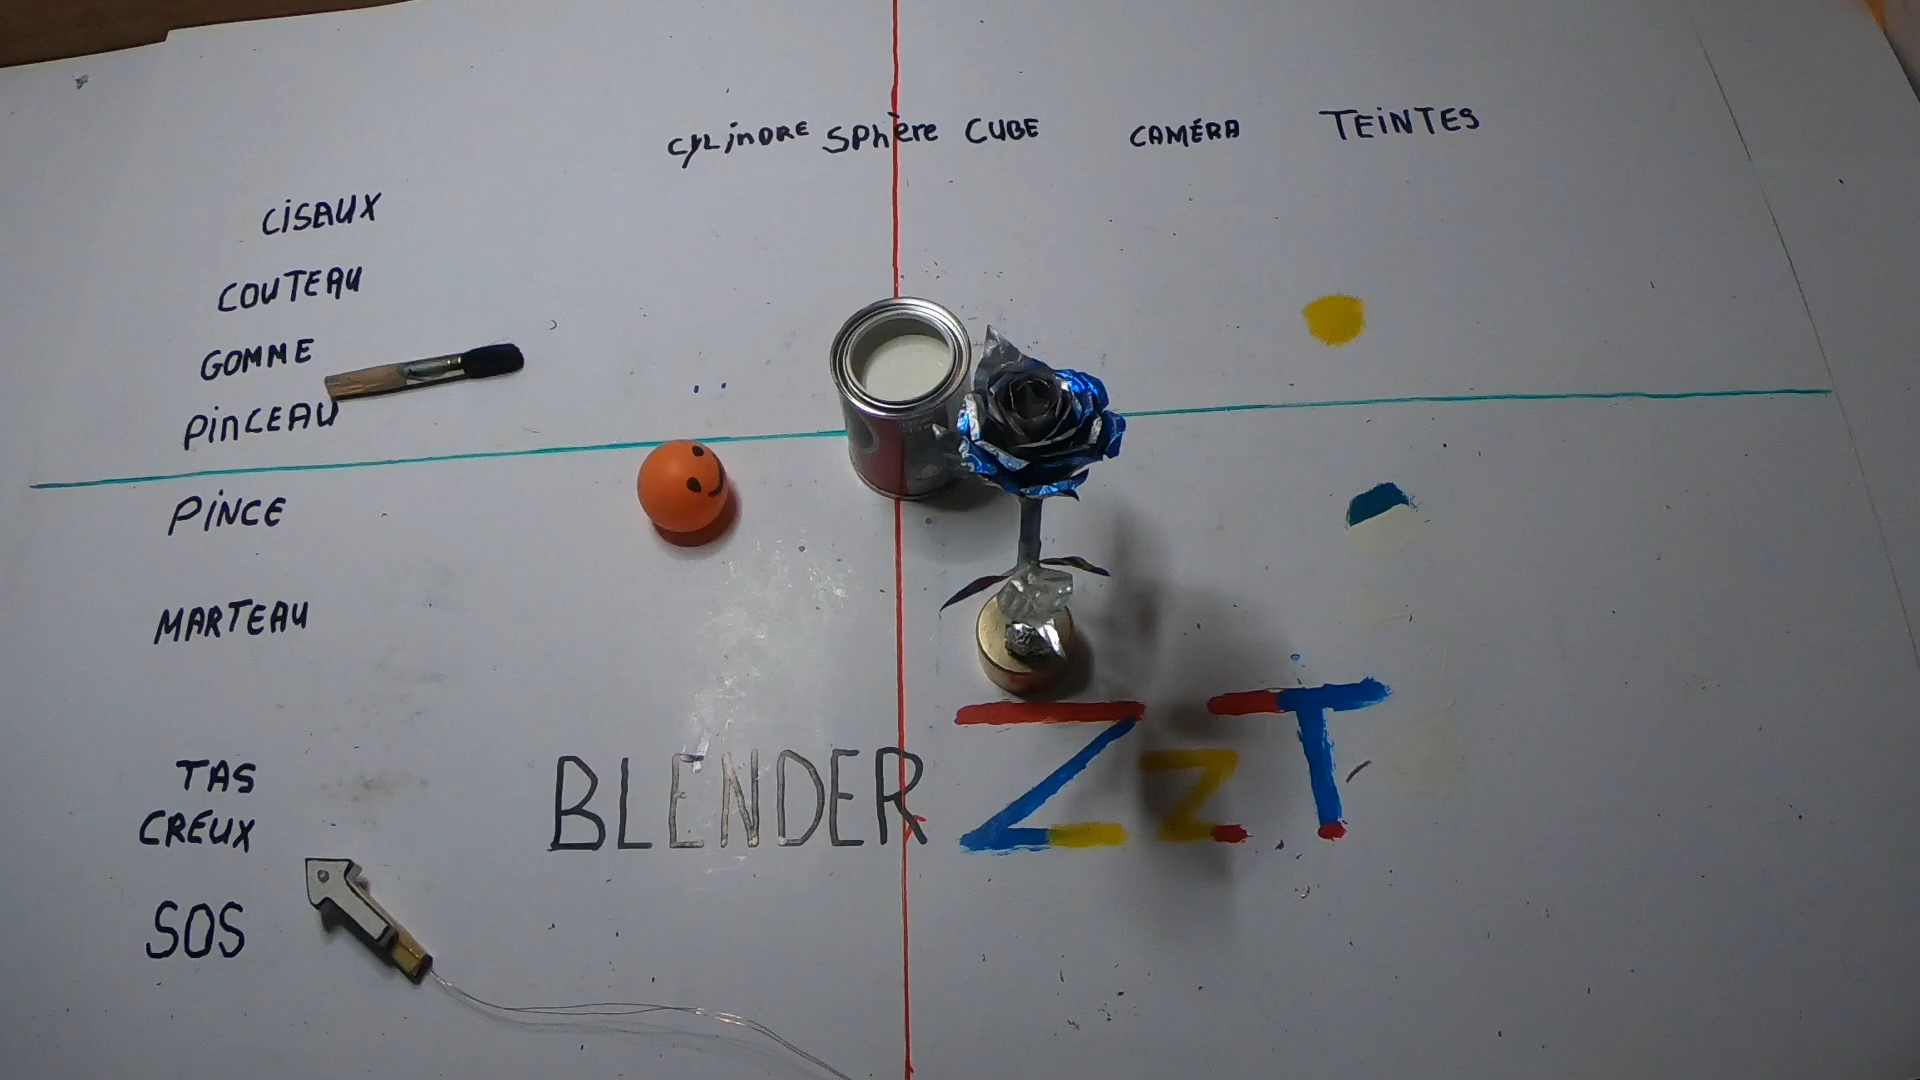 CYLiNDRE SPhère CUBE CAMÉRA TEiNTES
CiSAUX
COUTEAU
GOMME
PiNCEAU
PiNCE
MARTEAU
TAS
CREUX
BLENDER ZzT
SOS